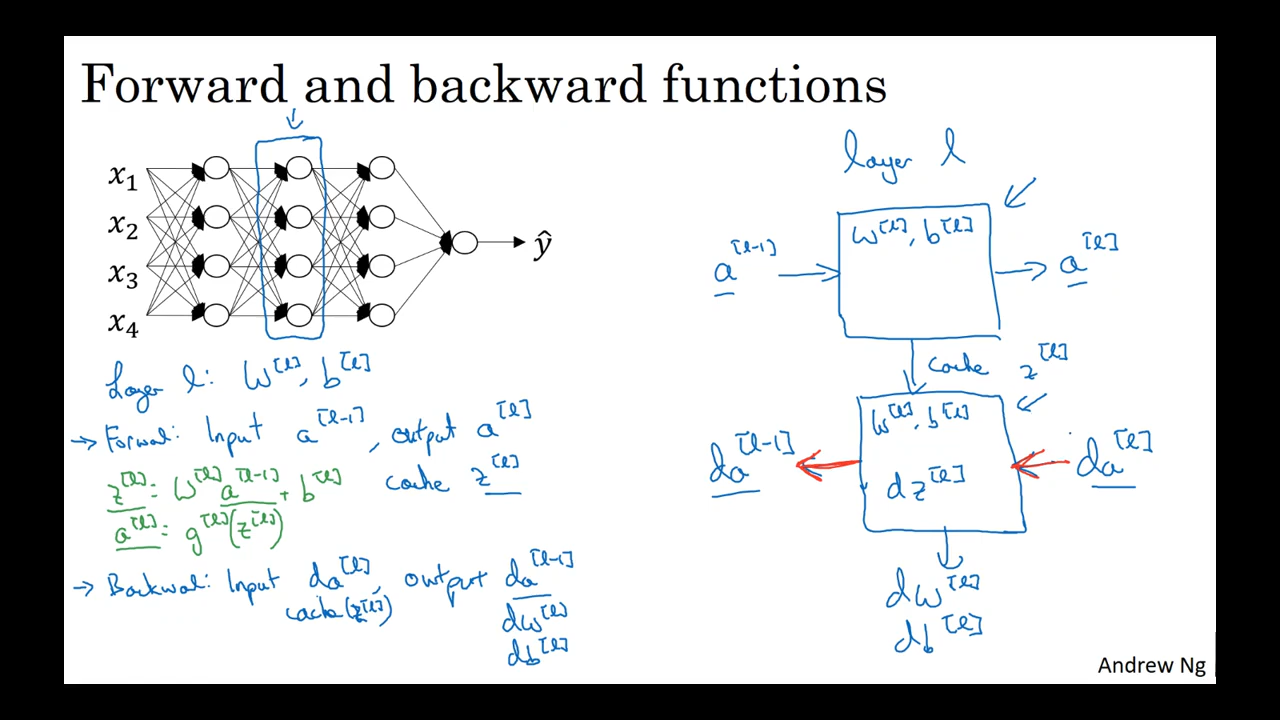 Forward and backward functions
x₁
x₂
x₃
x₄
ŷ
Layer l: W^[l], b^[l]
→ Forward: Input a^[l-1], output a^[l]
cache z^[l]
z^[l] = W^[l] a^[l-1] + b^[l]
a^[l] = g^[l](z^[l])
→ Backward: Input da^[l], output da^[l-1]
cache(z^[l])
dW^[l]
db^[l]
layer l
W^[l], b^[l]
a^[l-1] → → a^[l]
cache z^[l]
W^[l], b^[l]
da^[l-1] ← dz^[l] ← da^[l]
dW^[l]
db^[l]
Andrew Ng